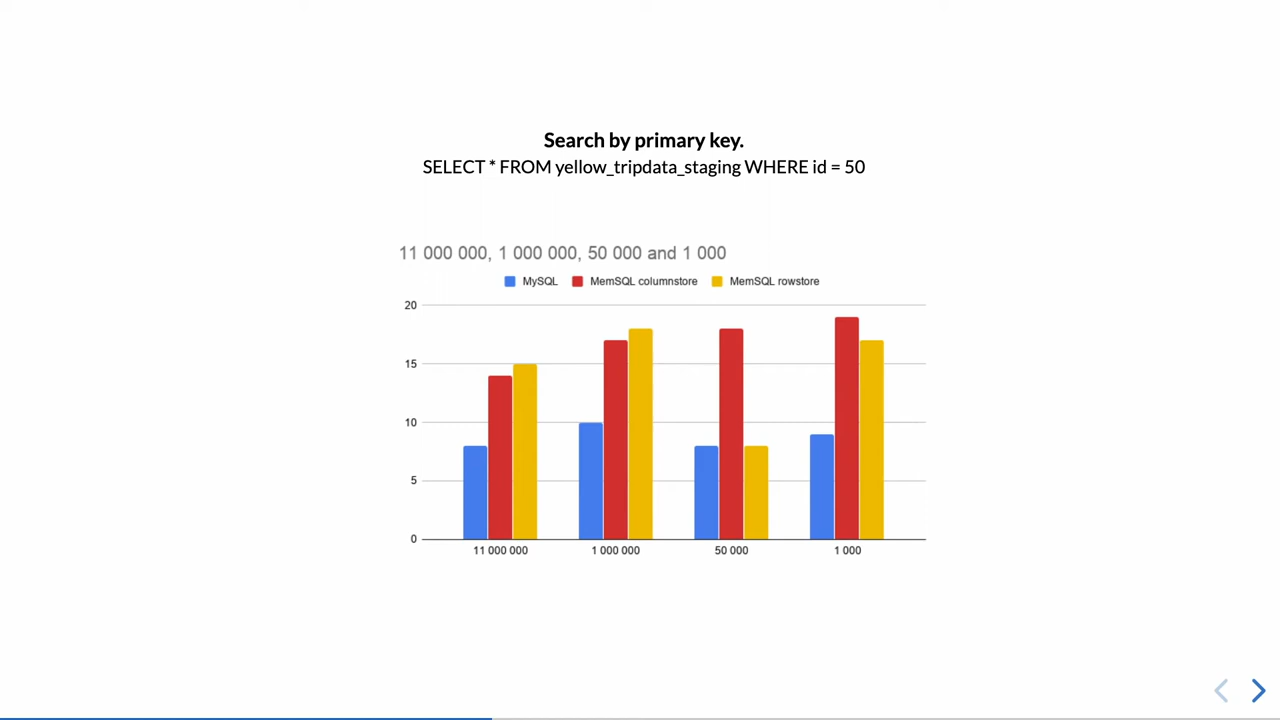 Search by primary key.
SELECT * FROM yellow_tripdata_staging WHERE id = 50
11 000 000, 1 000 000, 50 000 and 1 000
MySQL MemSQL columnstore MemSQL rowstore
20
15
10
5
0
11 000 000 1 000 000 50 000 1 000